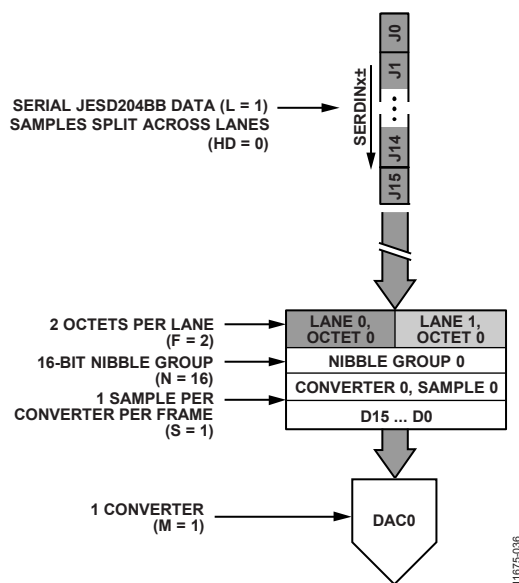 J0
J1
J14
J15
SERDINx±
SERIAL JESD204BB DATA (L = 1)
SAMPLES SPLIT ACROSS LANES
(HD = 0)
2 OCTETS PER LANE
(F = 2)
LANE 0,
OCTET 0
LANE 1,
OCTET 0
16-BIT NIBBLE GROUP
(N = 16)
NIBBLE GROUP 0
1 SAMPLE PER
CONVERTER PER FRAME
(S = 1)
CONVERTER 0, SAMPLE 0
D15 ... D0
1 CONVERTER
(M = 1)
DAC0
11675-036